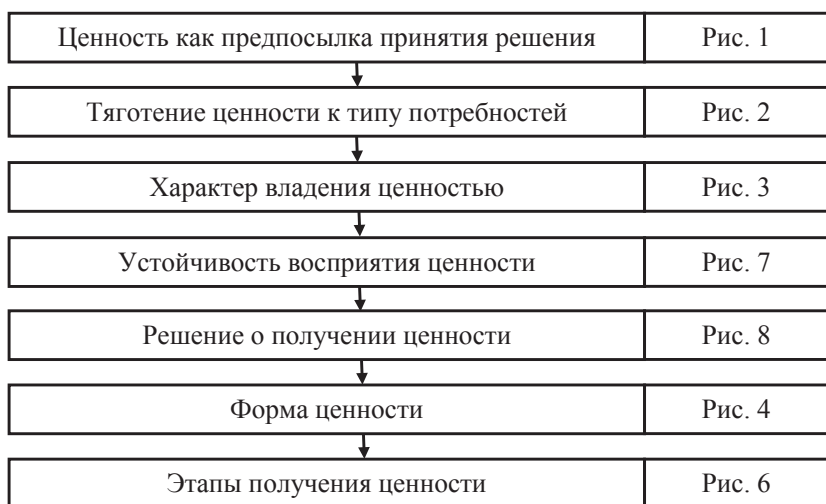 Ценность как предпосылка принятия решения Рис. 1
Тяготение ценности к типу потребностей Рис. 2
Характер владения ценностью Рис. 3
Устойчивость восприятия ценности Рис. 7
Решение о получении ценности Рис. 8
Форма ценности Рис. 4
Этапы получения ценности Рис. 6